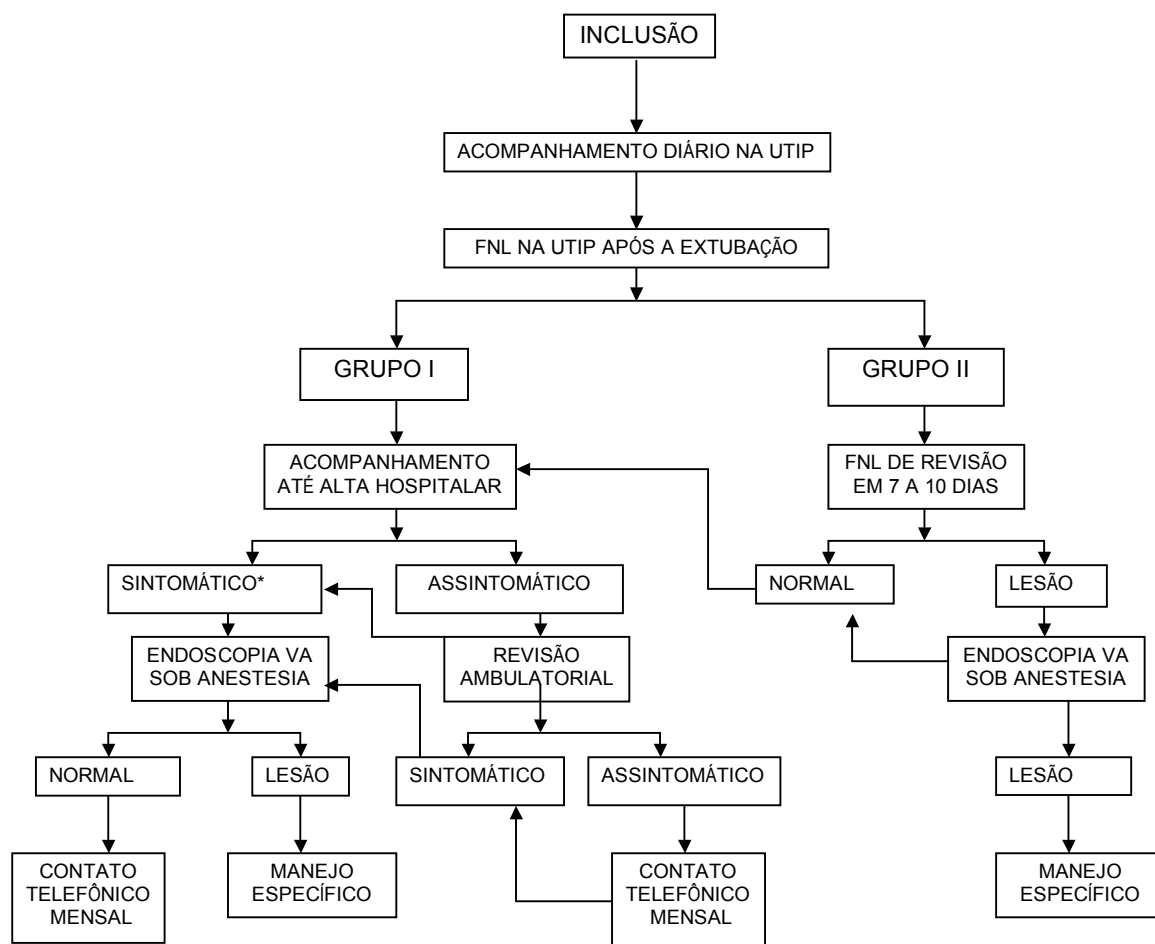 INCLUSÃO
ACOMPANHAMENTO DIÁRIO NA UTIP
FNL NA UTIP APÓS A EXTUBAÇÃO
GRUPO I
GRUPO II
ACOMPANHAMENTO
ATÉ ALTA HOSPITALAR
FNL DE REVISÃO
EM 7 A 10 DIAS
SINTOMÁTICO*
ASSINTOMÁTICO
NORMAL
LESÃO
ENDOSCOPIA VA
SOB ANESTESIA
REVISÃO
AMBULATORIAL
ENDOSCOPIA VA
SOB ANESTESIA
NORMAL
LESÃO
SINTOMÁTICO
ASSINTOMÁTICO
LESÃO
CONTATO
TELEFÔNICO
MENSAL
MANEJO
ESPECÍFICO
CONTATO
TELEFÔNICO
MENSAL
MANEJO
ESPECÍFICO